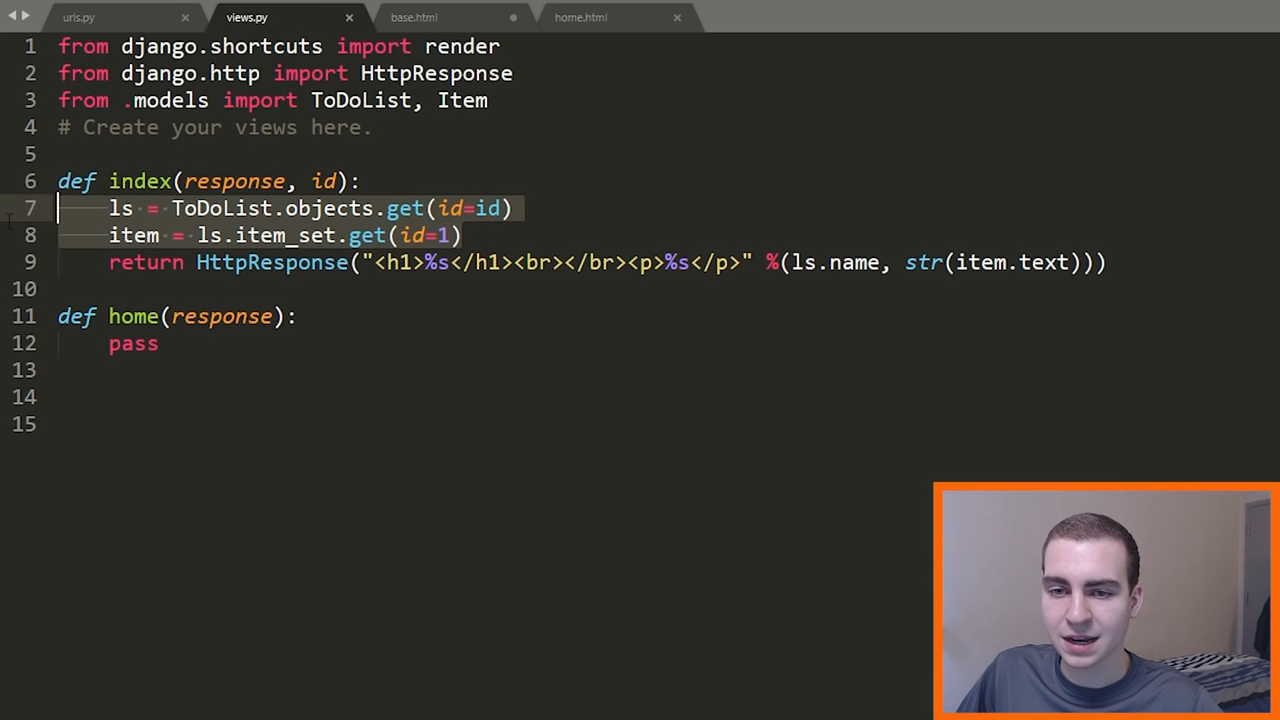 urls.py × views.py × base.html home.html ×
1 from django.shortcuts import render
2 from django.http import HttpResponse
3 from .models import ToDoList, Item
4 # Create your views here.
5
6 def index(response, id):
7 ls = ToDoList.objects.get(id=id)
8 item = ls.item_set.get(id=1)
9 return HttpResponse("<h1>%s</h1><br></br><p>%s</p>" %(ls.name, str(item.text)))
10
11 def home(response):
12 pass
13
14
15